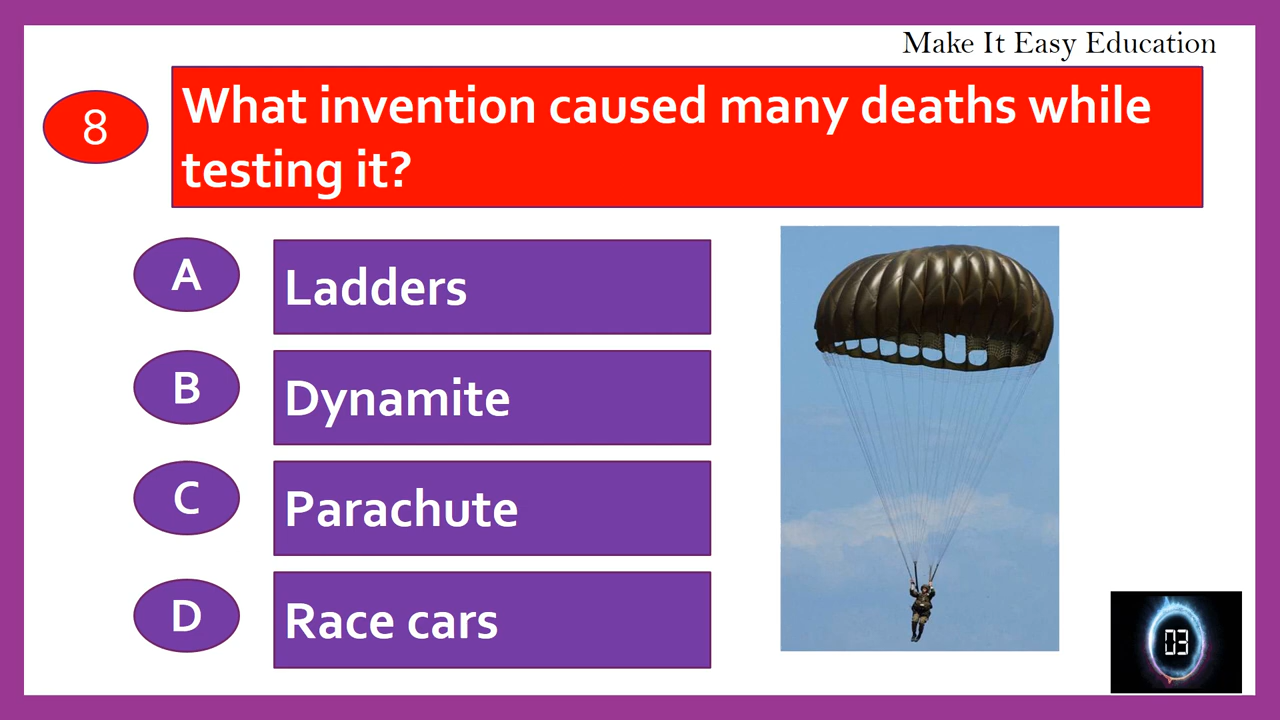 Make It Easy Education
8
What invention caused many deaths while
testing it?
A
Ladders
B
Dynamite
C
Parachute
D
Race cars
03